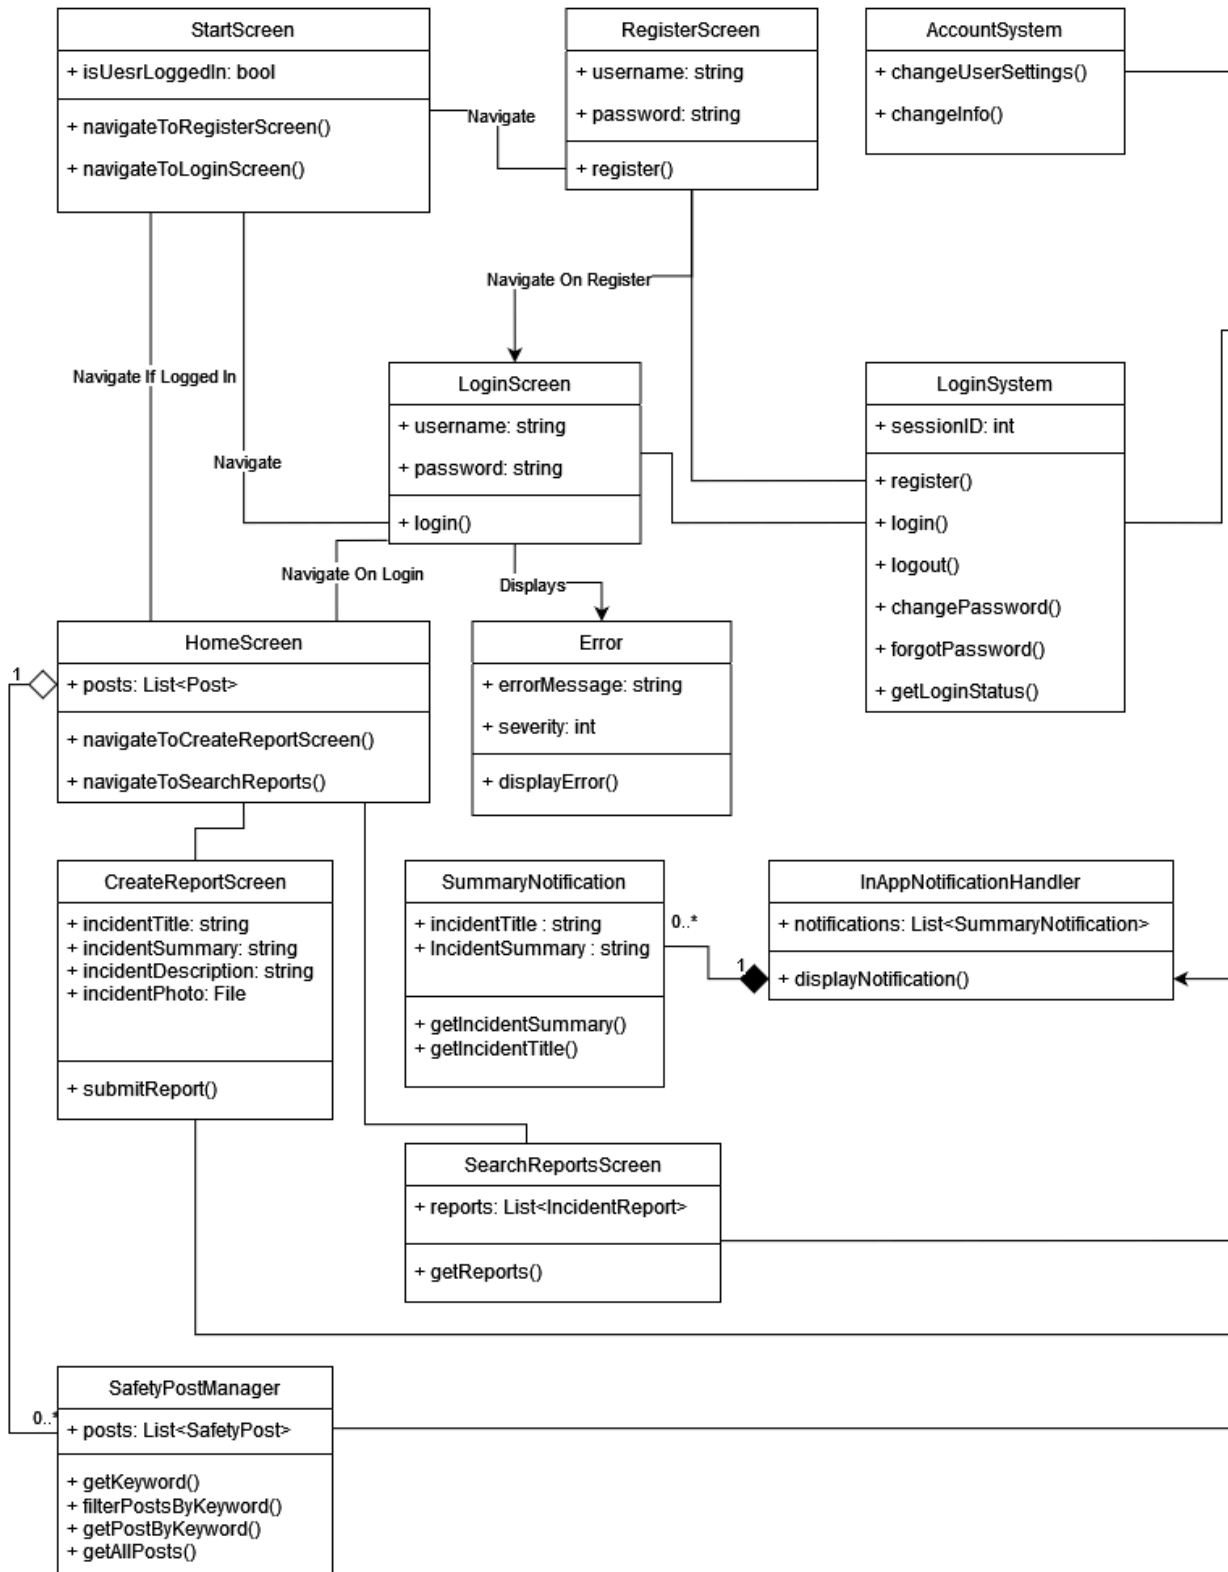 StartScreen
+ isUesrLoggedIn: bool
+ navigateToRegisterScreen()
+ navigateToLoginScreen()
Navigate
RegisterScreen
+ username: string
+ password: string
+ register()
AccountSystem
+ changeUserSettings()
+ changeInfo()
Navigate On Register
Navigate If Logged In
Navigate
LoginScreen
+ username: string
+ password: string
+ login()
LoginSystem
+ sessionID: int
+ register()
+ login()
+ logout()
+ changePassword()
+ forgotPassword()
+ getLoginStatus()
Navigate On Login
Displays
HomeScreen
+ posts: List<Post>
+ navigateToCreateReportScreen()
+ navigateToSearchReports()
1
Error
+ errorMessage: string
+ severity: int
+ displayError()
CreateReportScreen
+ incidentTitle: string
+ incidentSummary: string
+ incidentDescription: string
+ incidentPhoto: File
+ submitReport()
SummaryNotification
+ incidentTitle : string
+ IncidentSummary : string
+ getIncidentSummary()
+ getIncidentTitle()
0..*
1
InAppNotificationHandler
+ notifications: List<SummaryNotification>
+ displayNotification()
SearchReportsScreen
+ reports: List<IncidentReport>
+ getReports()
SafetyPostManager
0..*
+ posts: List<SafetyPost>
+ getKeyword()
+ filterPostsByKeyword()
+ getPostByKeyword()
+ getAllPosts()